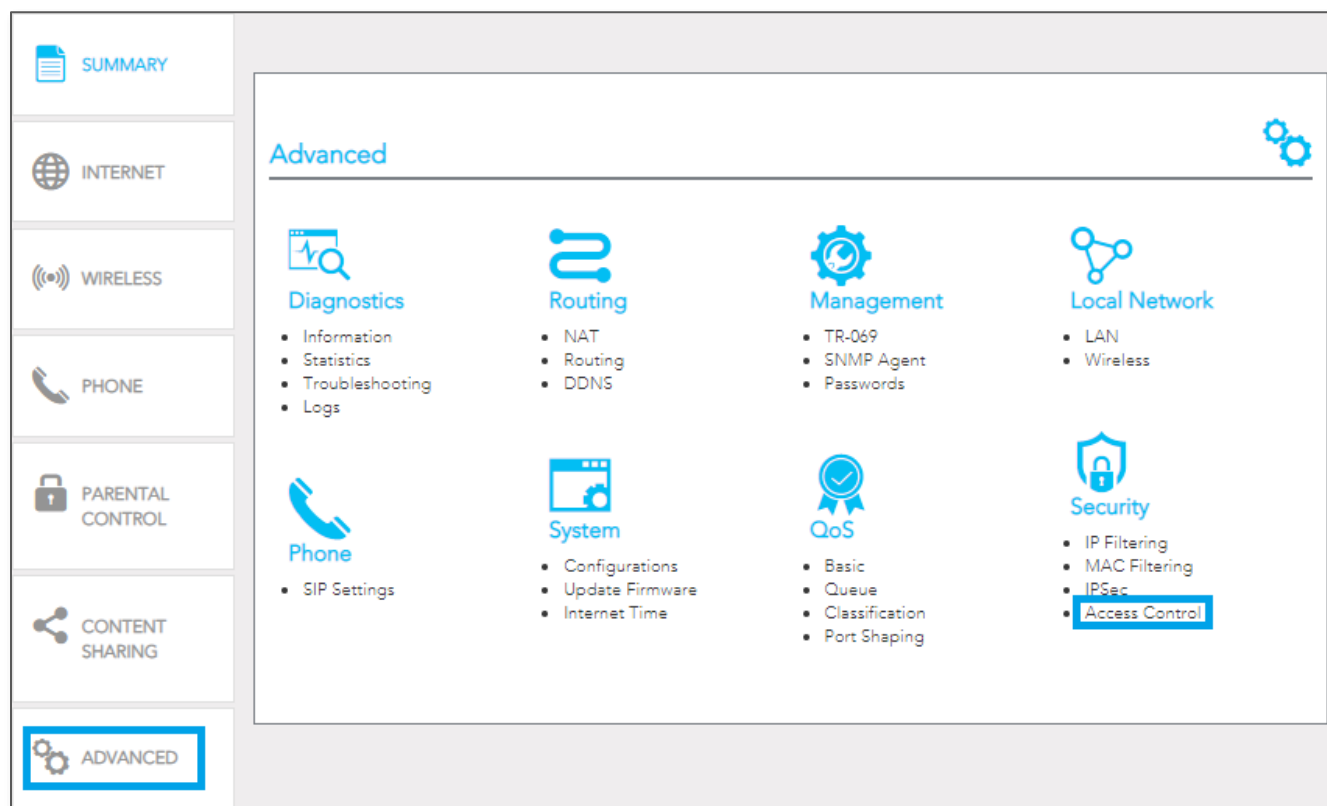 SUMMARY
INTERNET
WIRELESS
PHONE
PARENTAL
CONTROL
CONTENT
SHARING
ADVANCED
Advanced
Diagnostics
• Information
• Statistics
• Troubleshooting
• Logs
Routing
• NAT
• Routing
• DDNS
Management
• TR-069
• SNMP Agent
• Passwords
Local Network
• LAN
• Wireless
Phone
• SIP Settings
System
• Configurations
• Update Firmware
• Internet Time
QoS
• Basic
• Queue
• Classification
• Port Shaping
Security
• IP Filtering
• MAC Filtering
• IPSec
• Access Control